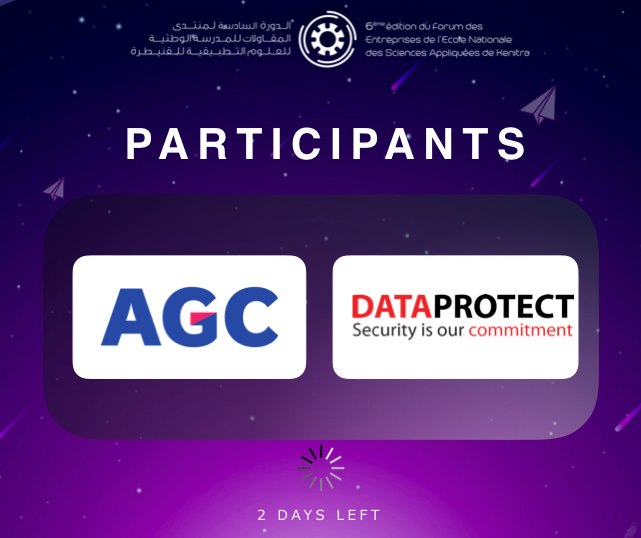 الدورة السادسة لمنتدى
المقاولات للمدرسة الوطنية
للعلوم التطبيقية للقنيطرة
6ème édition du Forum des
Entreprises de l'Ecole Nationale
des Sciences Appliquées de Kenitra
PARTICIPANTS
AGC
DATAPROTECT
Security is our commitment
2 DAYS LEFT